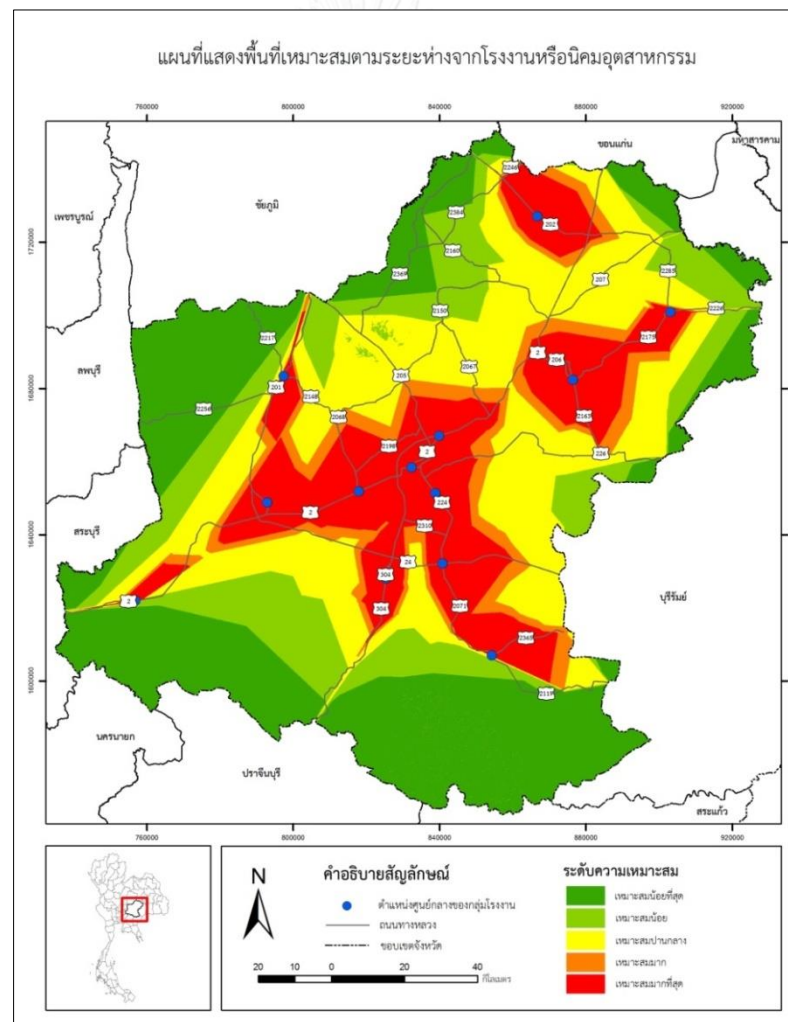 แผนที่แสดงพื้นที่เหมาะสมตามระยะห่างจากโรงงานหรือนิคมอุตสาหกรรม
760000 800000 840000 880000 920000
ขอนแก่น
มหาสารคาม
2246
ชัยภูมิ
เพชรบูรณ์
2384
202
1720000 1720000
2160
2369
207 2285
2150
2226
2217
2175
2 206
ลพบุรี
205 2067
1680000 1680000
201
2148
2256
2068
2163
2198 2
226
สระบุรี
224
2
2310
1640000 1640000
24
304
2
304 2071
บุรีรัมย์
2348
1600000 1600000
2119
นครนายก
ปราจีนบุรี
สระแก้ว
760000 800000 840000 880000 920000
N
คำอธิบายสัญลักษณ์
ตำแหน่งศูนย์กลางของกลุ่มโรงงาน
ถนนทางหลวง
ขอบเขตจังหวัด
20 10 0 20 40
กิโลเมตร
ระดับความเหมาะสม
เหมาะสมน้อยที่สุด
เหมาะสมน้อย
เหมาะสมปานกลาง
เหมาะสมมาก
เหมาะสมมากที่สุด